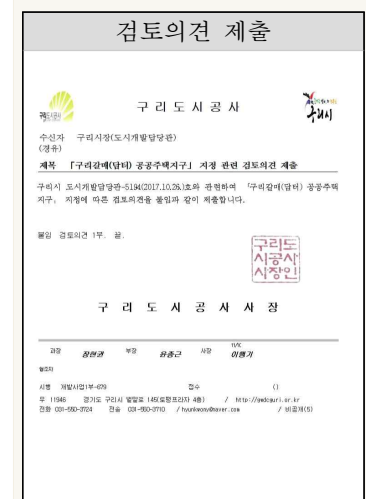 검토의견 제출
구 리 도 시 공 사
구리시
수신자 구리시장(도시개발담당관)
(경유)
제목 「구리갈매(담터) 공공주택지구」 지정 관련 검토의견 제출
구리시 도시개발담당관-5194(2017.10.26.)호와 관련하여 「구리갈매(담터) 공공주택
지구」 지정에 따른 검토의견을 붙임과 같이 제출합니다.
붙임 검토의견 1부. 끝.
구리도
시공사
사장인
구 리 도 시 공 사 사 장
과장 장현권 부장 윤종근 사장 이행기
협조자
시행 개발사업1부-679 접수 ()
우 11946 경기도 구리시 벌말로 145(토평프라자 4층) /
전화 031-550-3724 전송 031-550-3710 / hyunkwony@naver.com / 비공개(5)